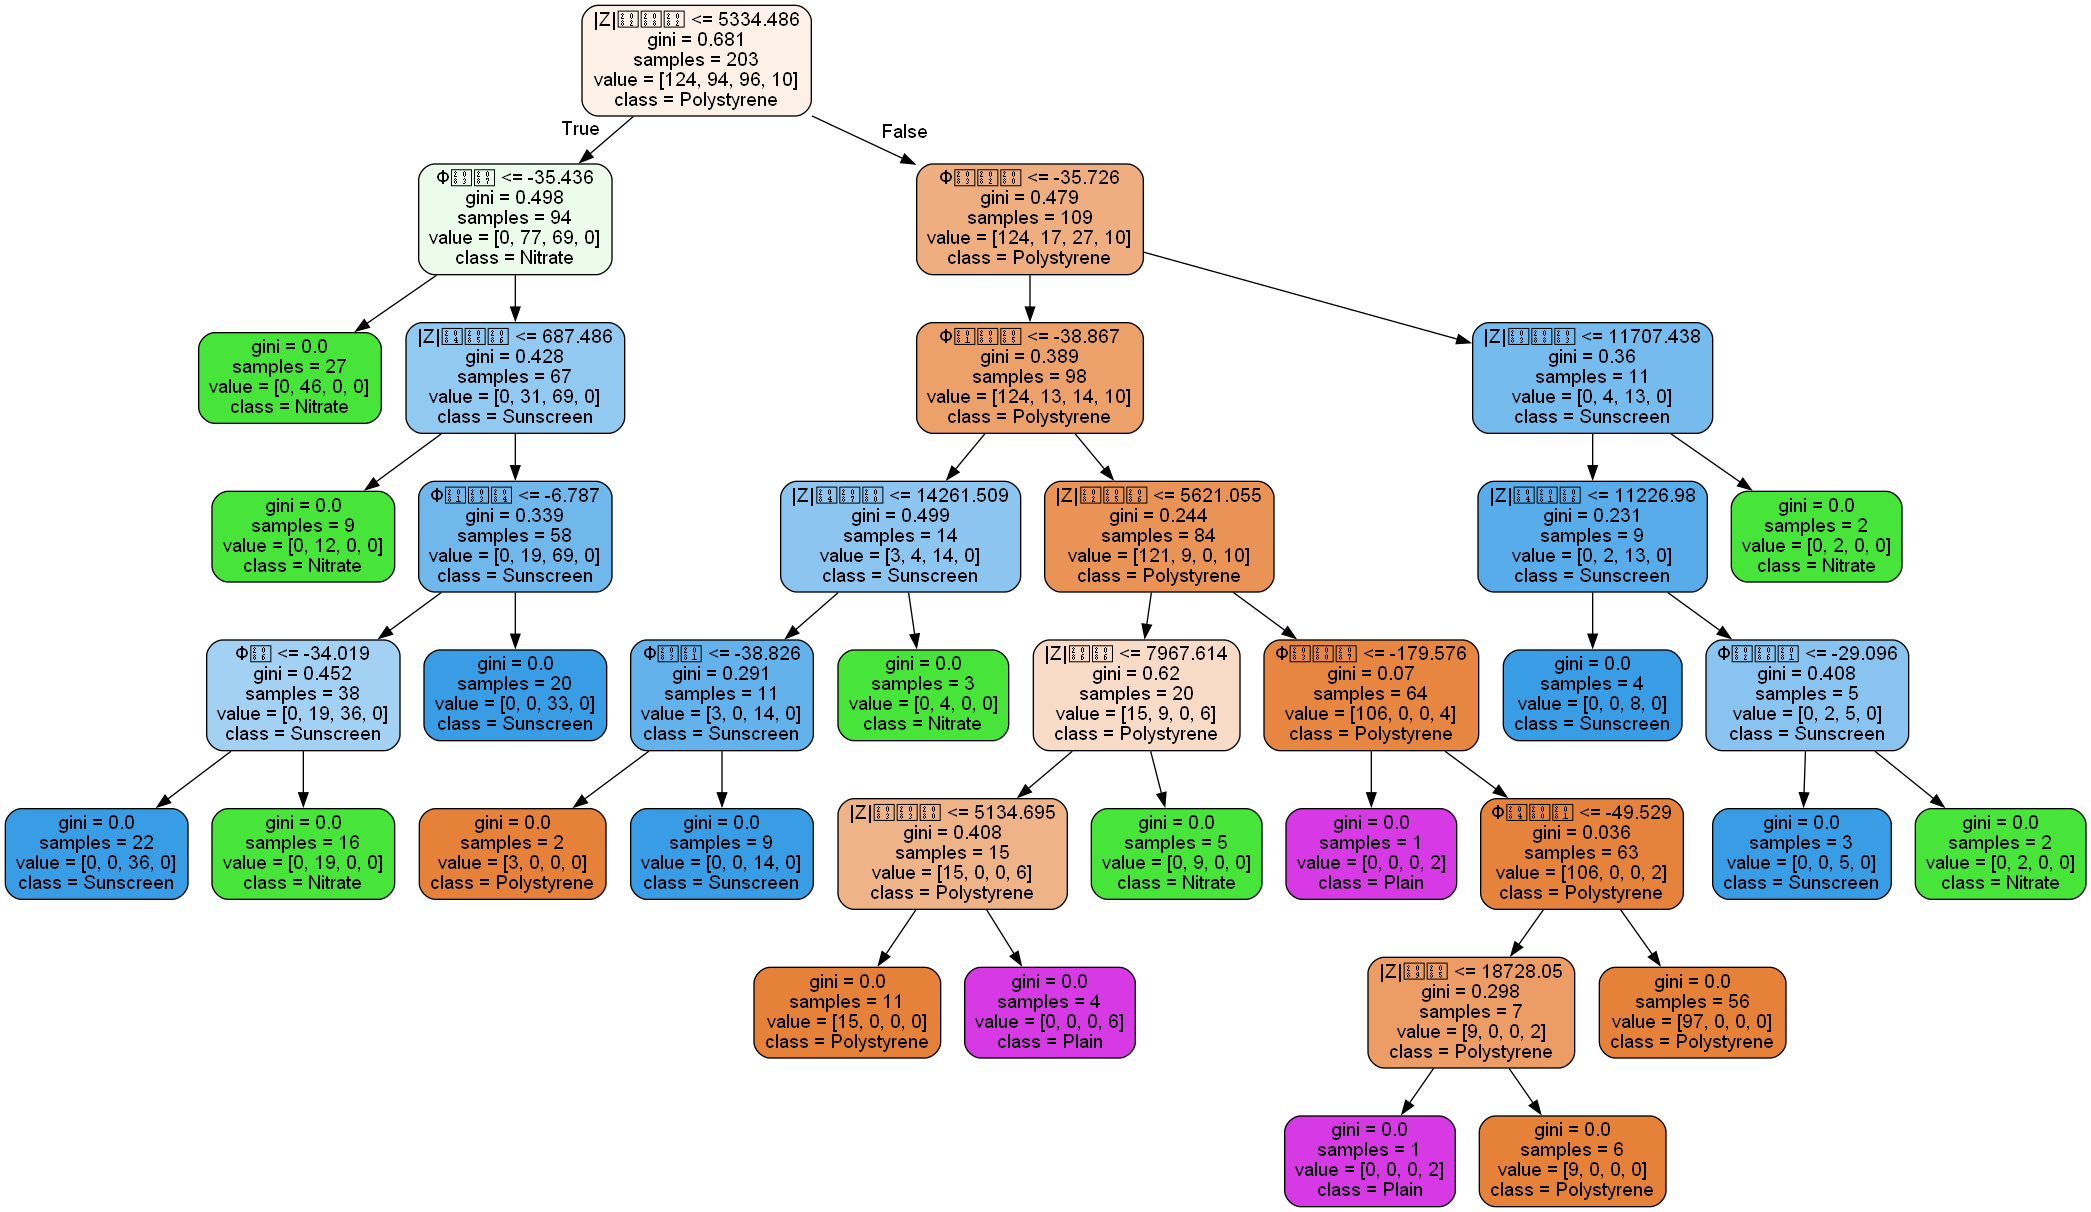 |Z| <= 5334.486
gini = 0.681
samples = 203
value = [124, 94, 96, 10]
class = Polystyrene
True
False
Φ <= -35.436
gini = 0.498
samples = 94
value = [0, 77, 69, 0]
class = Nitrate
Φ <= -35.726
gini = 0.479
samples = 109
value = [124, 17, 27, 10]
class = Polystyrene
gini = 0.0
samples = 27
value = [0, 46, 0, 0]
class = Nitrate
|Z| <= 687.486
gini = 0.428
samples = 67
value = [0, 31, 69, 0]
class = Sunscreen
Φ <= -38.867
gini = 0.389
samples = 98
value = [124, 13, 14, 10]
class = Polystyrene
|Z| <= 11707.438
gini = 0.36
samples = 11
value = [0, 4, 13, 0]
class = Sunscreen
gini = 0.0
samples = 9
value = [0, 12, 0, 0]
class = Nitrate
Φ <= -6.787
gini = 0.339
samples = 58
value = [0, 19, 69, 0]
class = Sunscreen
|Z| <= 14261.509
gini = 0.499
samples = 14
value = [3, 4, 14, 0]
class = Sunscreen
|Z| <= 5621.055
gini = 0.244
samples = 84
value = [121, 9, 0, 10]
class = Polystyrene
|Z| <= 11226.98
gini = 0.231
samples = 9
value = [0, 2, 13, 0]
class = Sunscreen
gini = 0.0
samples = 2
value = [0, 2, 0, 0]
class = Nitrate
Φ <= -34.019
gini = 0.452
samples = 38
value = [0, 19, 36, 0]
class = Sunscreen
gini = 0.0
samples = 20
value = [0, 0, 33, 0]
class = Sunscreen
Φ <= -38.826
gini = 0.291
samples = 11
value = [3, 0, 14, 0]
class = Sunscreen
gini = 0.0
samples = 3
value = [0, 4, 0, 0]
class = Nitrate
|Z| <= 7967.614
gini = 0.62
samples = 20
value = [15, 9, 0, 6]
class = Polystyrene
Φ <= -179.576
gini = 0.07
samples = 64
value = [106, 0, 0, 4]
class = Polystyrene
gini = 0.0
samples = 4
value = [0, 0, 8, 0]
class = Sunscreen
Φ <= -29.096
gini = 0.408
samples = 5
value = [0, 2, 5, 0]
class = Sunscreen
gini = 0.0
samples = 22
value = [0, 0, 36, 0]
class = Sunscreen
gini = 0.0
samples = 16
value = [0, 19, 0, 0]
class = Nitrate
gini = 0.0
samples = 2
value = [3, 0, 0, 0]
class = Polystyrene
gini = 0.0
samples = 9
value = [0, 0, 14, 0]
class = Sunscreen
|Z| <= 5134.695
gini = 0.408
samples = 15
value = [15, 0, 0, 6]
class = Polystyrene
gini = 0.0
samples = 5
value = [0, 9, 0, 0]
class = Nitrate
gini = 0.0
samples = 1
value = [0, 0, 0, 2]
class = Plain
Φ <= -49.529
gini = 0.036
samples = 63
value = [106, 0, 0, 2]
class = Polystyrene
gini = 0.0
samples = 3
value = [0, 0, 5, 0]
class = Sunscreen
gini = 0.0
samples = 2
value = [0, 2, 0, 0]
class = Nitrate
gini = 0.0
samples = 11
value = [15, 0, 0, 0]
class = Polystyrene
gini = 0.0
samples = 4
value = [0, 0, 0, 6]
class = Plain
|Z| <= 18728.05
gini = 0.298
samples = 7
value = [9, 0, 0, 2]
class = Polystyrene
gini = 0.0
samples = 56
value = [97, 0, 0, 0]
class = Polystyrene
gini = 0.0
samples = 1
value = [0, 0, 0, 2]
class = Plain
gini = 0.0
samples = 6
value = [9, 0, 0, 0]
class = Polystyrene